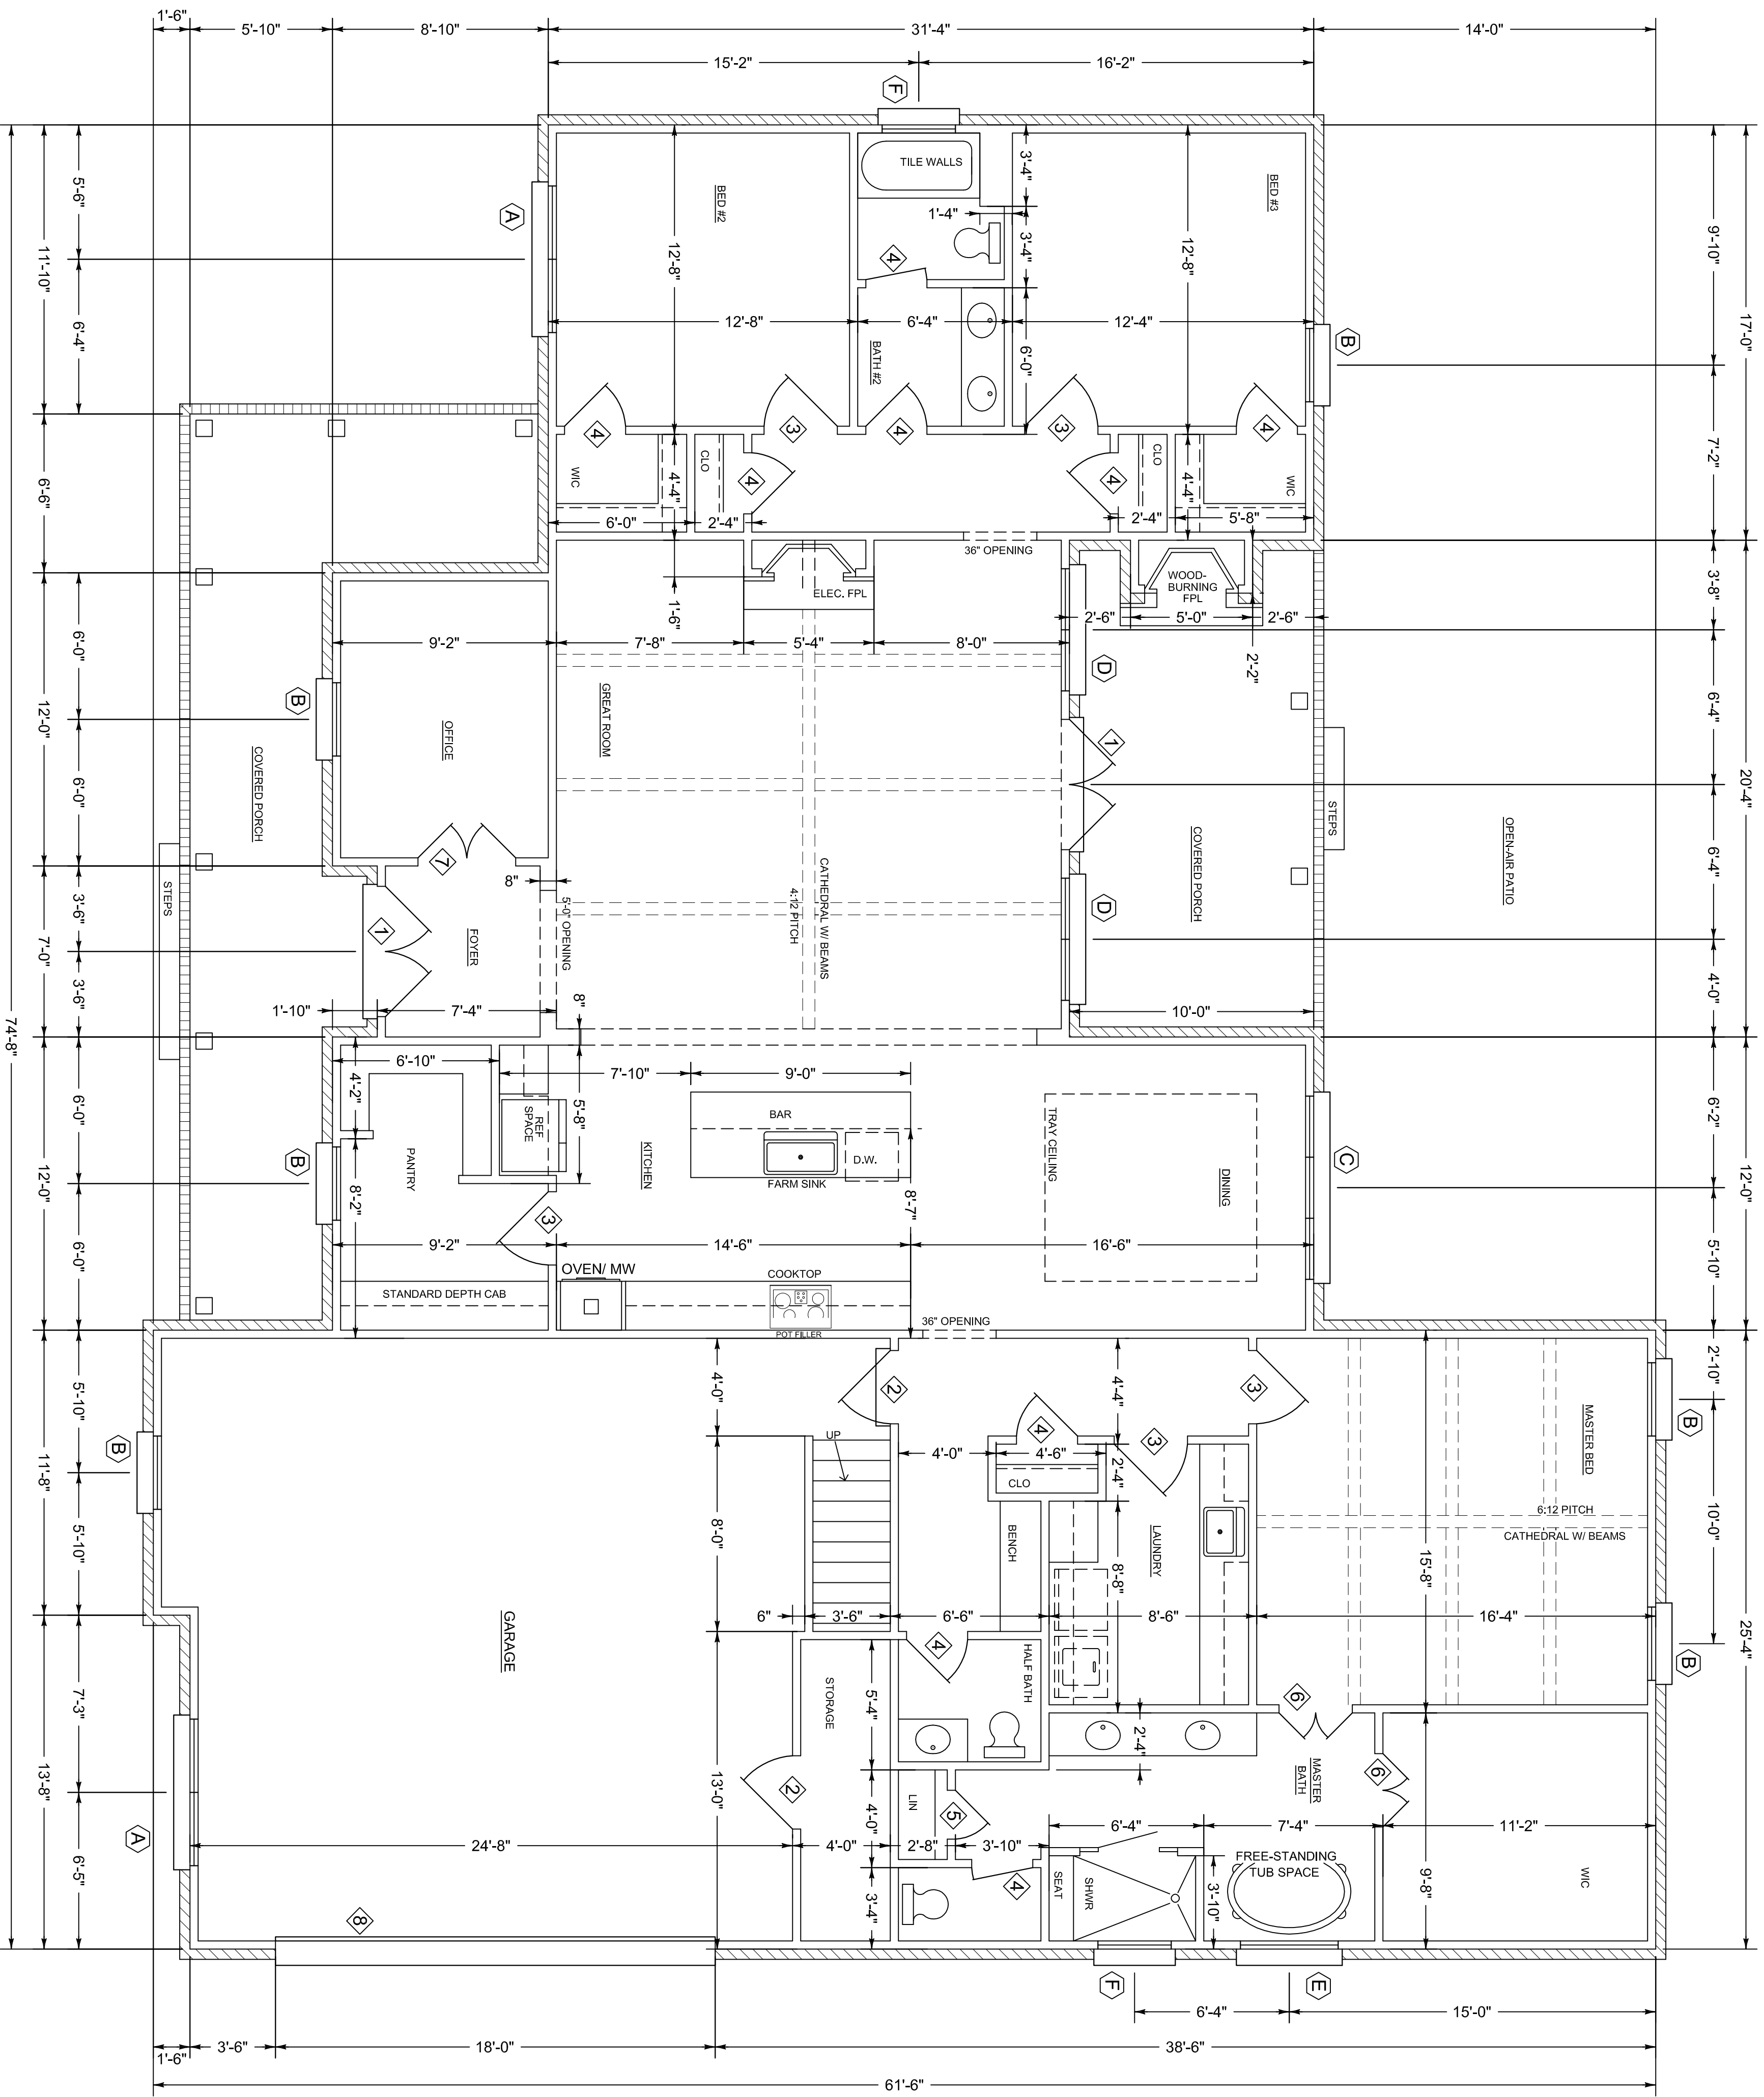 1'-6"
5'-10"
8'-10"
31'-4"
14'-0"
15'-2"
16'-2"
F
TILE WALLS
BED #2
BED #3
A
B
3'-4"
1'-4"
3'-4"
6'-0"
12'-8"
12'-8"
4
12'-8"
6'-4"
12'-4"
BATH #2
5'-6"
11'-10"
6'-4"
9'-10"
17'-0"
7'-2"
4
3
4
3
4
WIC
CLO
4
4
CLO
WIC
4'-4"
4'-4"
6'-0"
2'-4"
2'-4"
5'-8"
6'-6"
36" OPENING
ELEC. FPL
1'-6"
WOOD-
BURNING
FPL
2'-6"
5'-0"
2'-6"
2'-2"
3'-8"
9'-2"
7'-8"
5'-4"
8'-0"
6'-0"
12'-0"
6'-0"
B
D
6'-4"
20'-4"
6'-4"
4'-0"
OFFICE
GREAT ROOM
COVERED PORCH
1
STEPS
COVERED PORCH
OPEN-AIR PATIO
7
8"
5'-0" OPENING
CATHEDRAL W/ BEAMS
4:12 PITCH
D
STEPS
1
FOYER
3'-6"
7'-0"
3'-6"
1'-10"
7'-4"
8"
10'-0"
74'-8"
6'-10"
4'-2"
7'-10"
9'-0"
5'-8"
REF
SPACE
BAR
D.W.
FARM SINK
KITCHEN
TRAY CEILING
DINING
C
B
PANTRY
8'-2"
8'-7"
6'-0"
12'-0"
6'-0"
6'-2"
12'-0"
5'-10"
3
9'-2"
14'-6"
16'-6"
OVEN/ MW
COOKTOP
STANDARD DEPTH CAB
POT FILLER
36" OPENING
4'-0"
2
4'-4"
3
MASTER BED
B
2'-10"
5'-10"
11'-8"
5'-10"
B
UP
4
3
4'-0"
4'-6"
2'-4"
CLO
BENCH
LAUNDRY
6:12 PITCH
CATHEDRAL W/ BEAMS
10'-0"
8'-0"
8'-8"
15'-8"
6"
3'-6"
6'-6"
8'-6"
16'-4"
25'-4"
GARAGE
4
HALF BATH
B
STORAGE
5'-4"
6
2'-4"
MASTER
BATH
6
7'-3"
13'-8"
6'-5"
A
13'-0"
2
4'-0"
LIN
5
24'-8"
4'-0"
2'-8"
3'-10"
6'-4"
7'-4"
11'-2"
FREE-STANDING
TUB SPACE
3'-4"
4
SEAT
SHWR
3'-10"
9'-8"
WIC
8
F
E
6'-4"
15'-0"
1'-6"
3'-6"
18'-0"
38'-6"
61'-6"